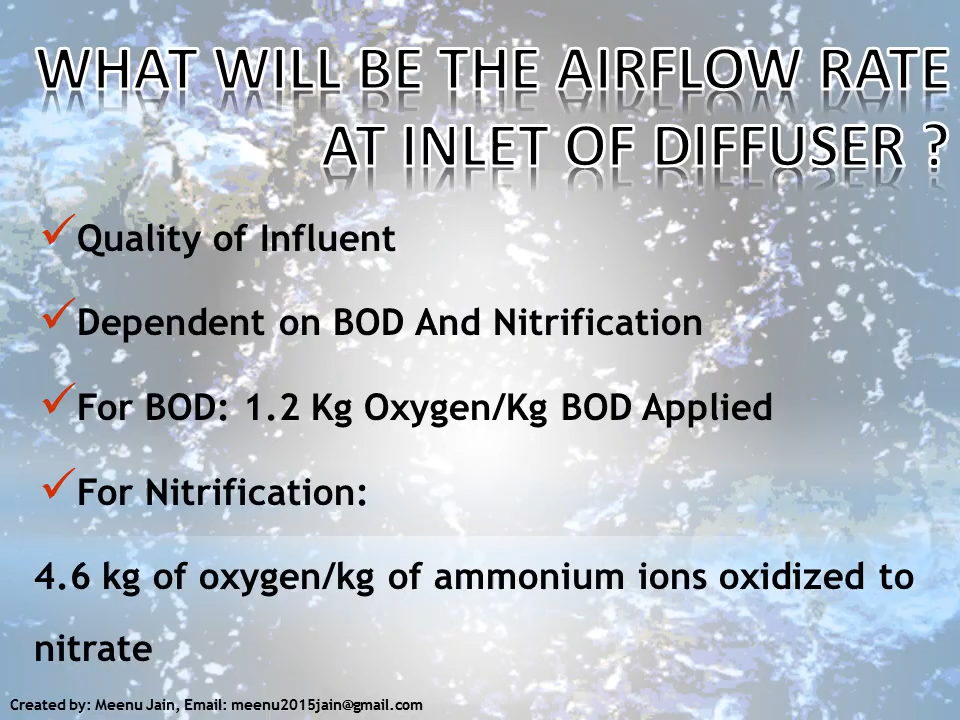 WHAT WILL BE THE AIRFLOW RATE
AT INLET OF DIFFUSER ?
✓Quality of Influent
✓Dependent on BOD And Nitrification
✓For BOD: 1.2 Kg Oxygen/Kg BOD Applied
✓For Nitrification:
4.6 kg of oxygen/kg of ammonium ions oxidized to
nitrate
Created by: Meenu Jain, Email: meenu2015jain@gmail.com